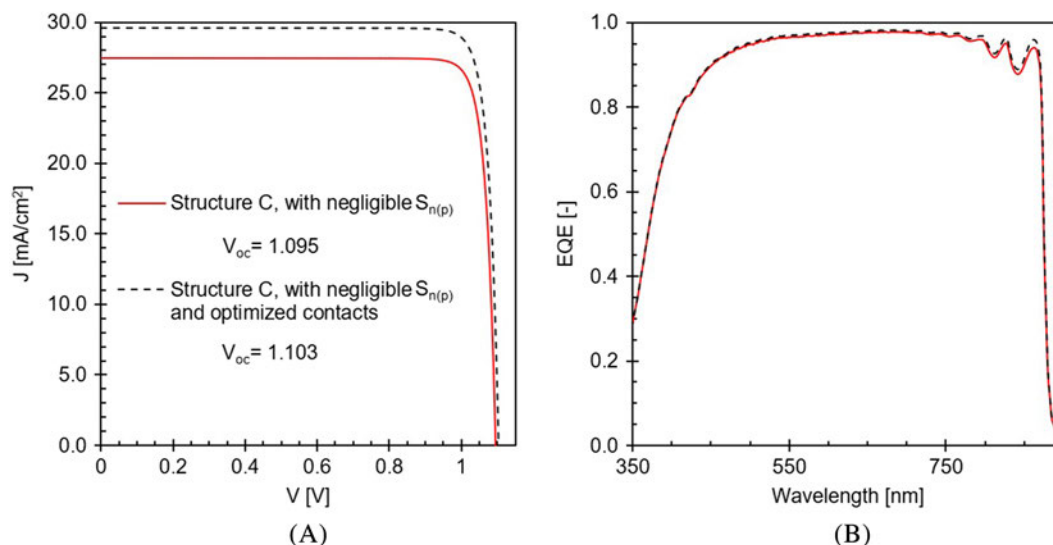 30.0
25.0
20.0
15.0
10.0
5.0
0.0
J [mA/cm²]
Structure C, with negligible Sn(p)
Voc= 1.095
Structure C, with negligible Sn(p)
and optimized contacts
Voc= 1.103
0 0.2 0.4 0.6 0.8 1
V [V]
(A)
1.0
0.8
0.6
0.4
0.2
0.0
EQE [-]
350 550 750
Wavelength [nm]
(B)